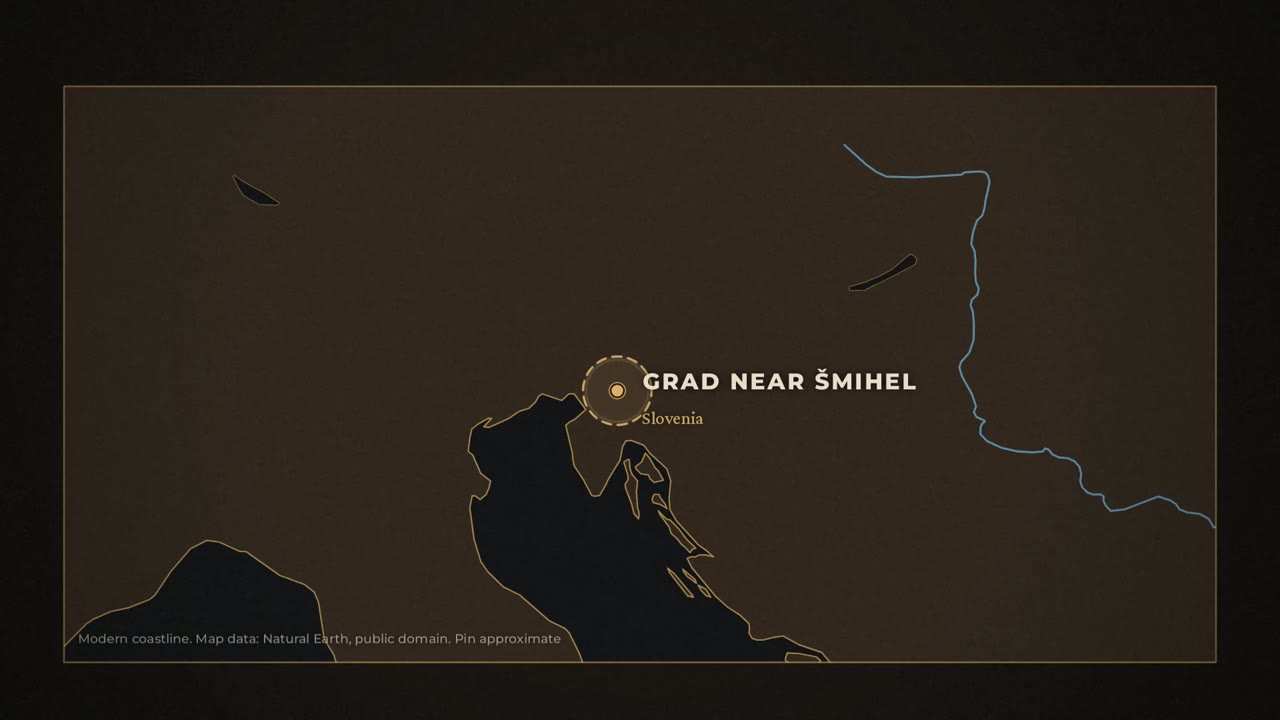 GRAD NEAR ŠMIHEL
Slovenia
Modern coastline. Map data: Natural Earth, public domain. Pin approximate